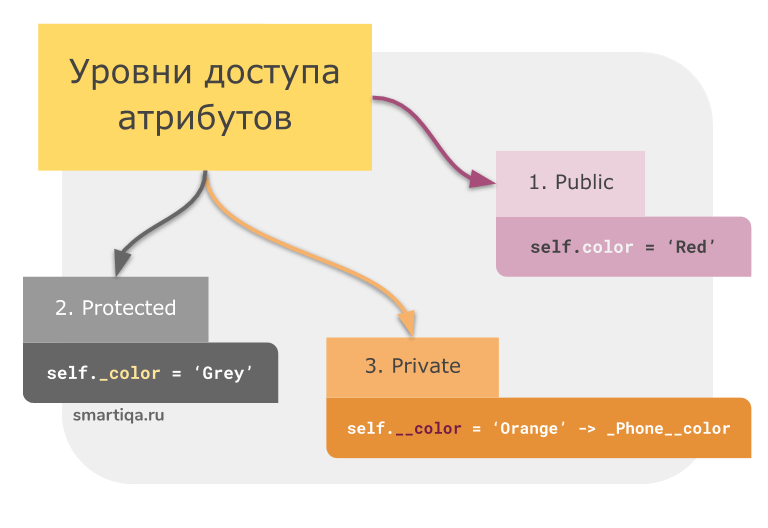 Уровни доступа
атрибутов
1. Public
self.color = ‘Red’
2. Protected
self._color = ‘Grey’
3. Private
self.__color = ‘Orange’ -> _Phone__color
smartiqa.ru